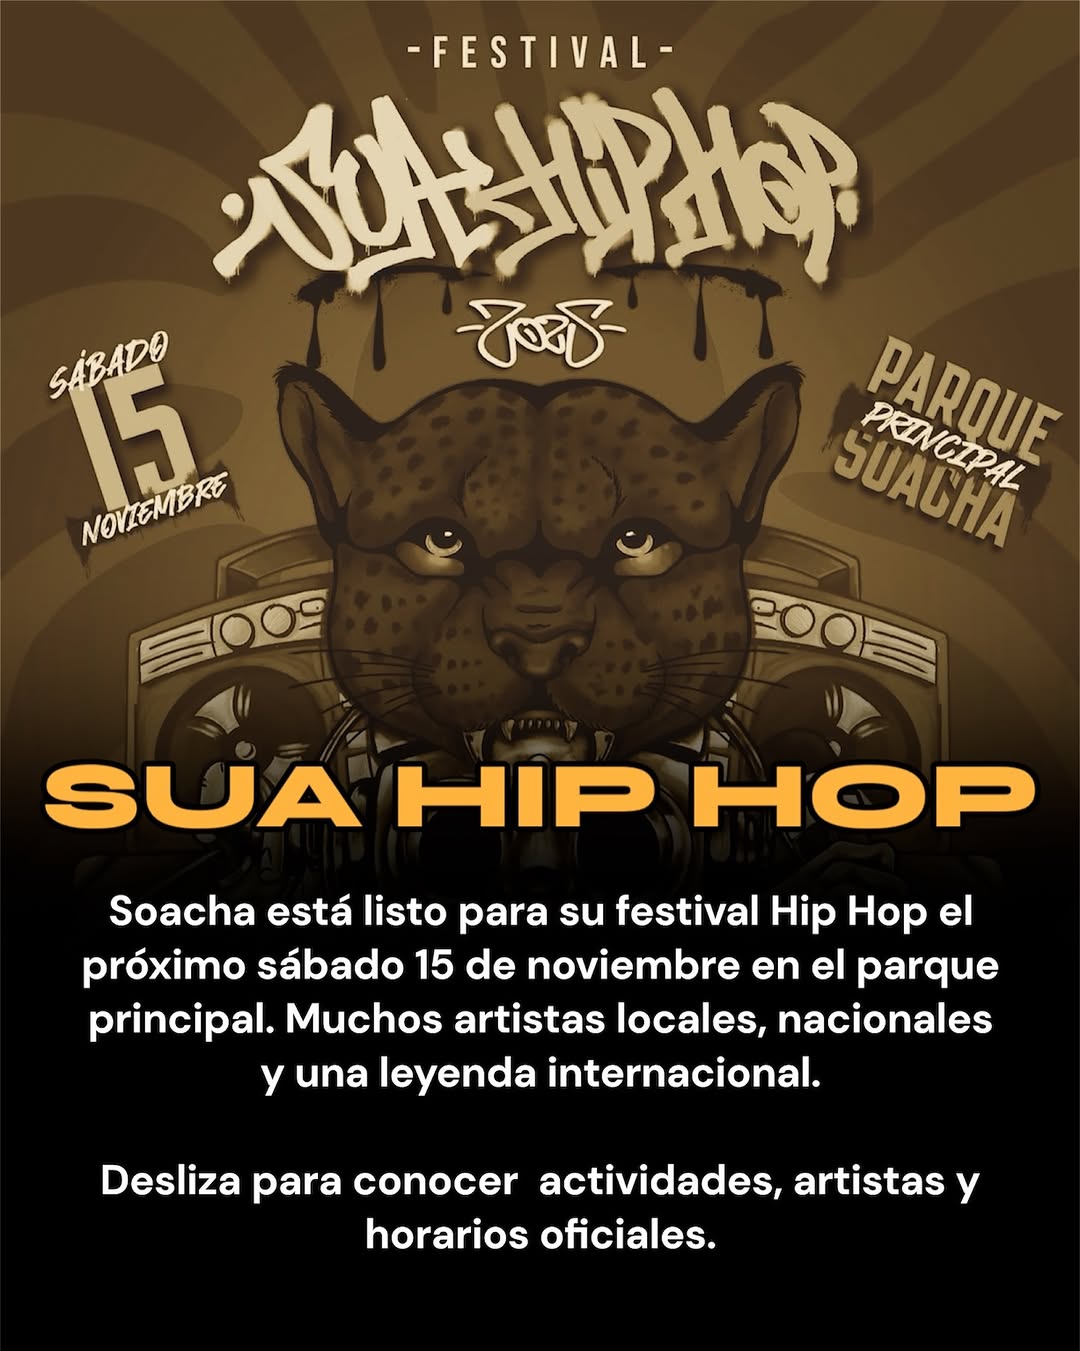 -FESTIVAL-
SUA HIP HOP
2025
SÁBADO
15
NOVIEMBRE
PARQUE
PRINCIPAL
SUACHA
SUA HIP HOP
Soacha está listo para su festival Hip Hop el
próximo sábado 15 de noviembre en el parque
principal. Muchos artistas locales, nacionales
y una leyenda internacional.
Desliza para conocer  actividades, artistas y
horarios oficiales.